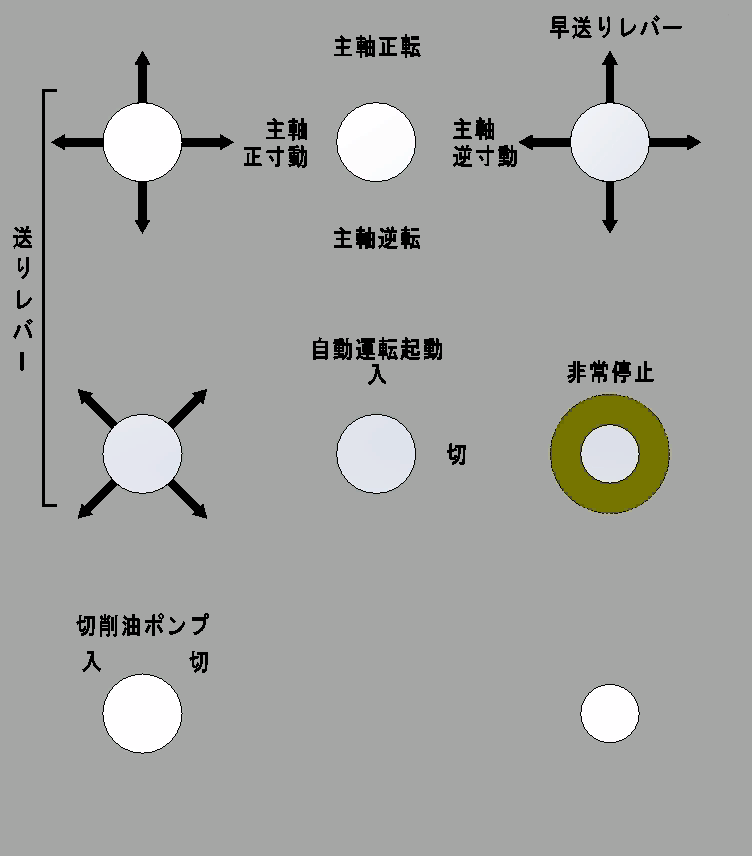 早送りレバー
主軸正転
主軸
正寸動
主軸
逆寸動
主軸逆転
送りレバー
自動運転起動
入
切
非常停止
切削油ポンプ
入
切